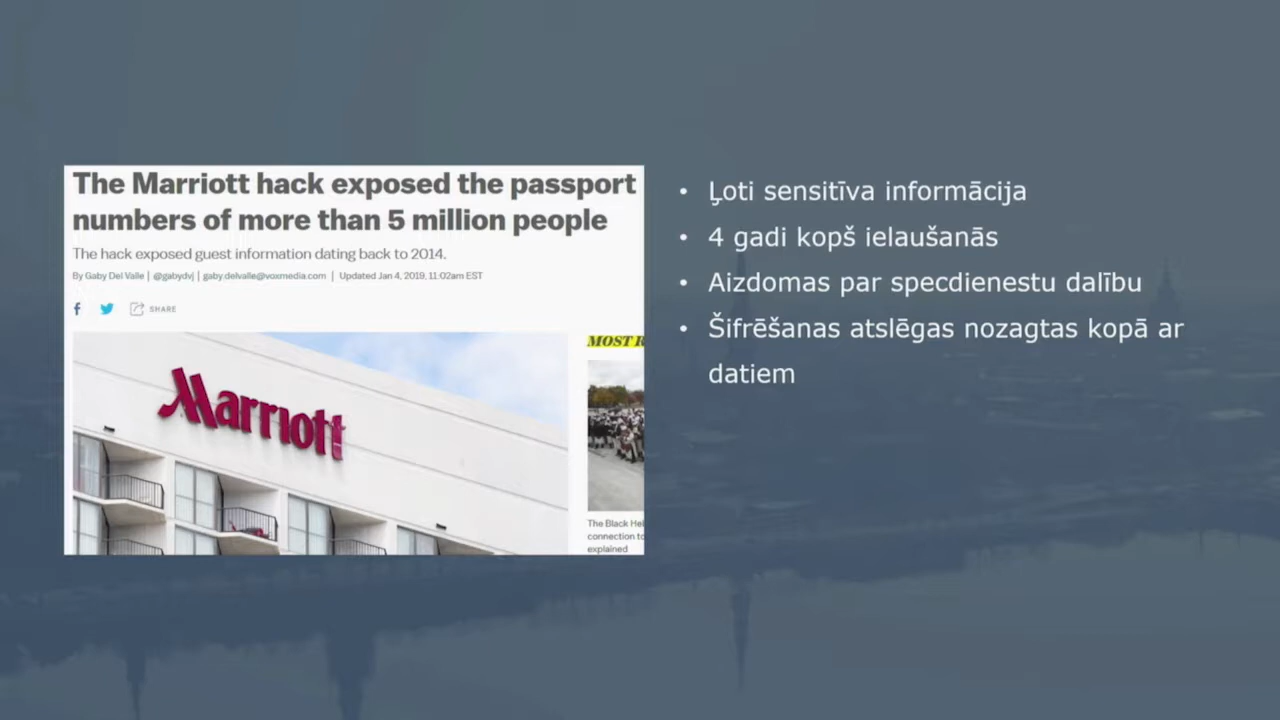 The Marriott hack exposed the passport
numbers of more than 5 million people
The hack exposed guest information dating back to 2014.
By Gaby Del Valle | @gabydvj | gaby.delvalle@voxmedia.com | Updated Jan 4, 2019, 11:02am EST
SHARE
Marriott
MOST R
The Black Hei
connection to
explained
• Ļoti sensitīva informācija
• 4 gadi kopš ielaušanās
• Aizdomas par specdienestu dalību
• Šifrēšanas atslēgas nozagtas kopā ar
datiem